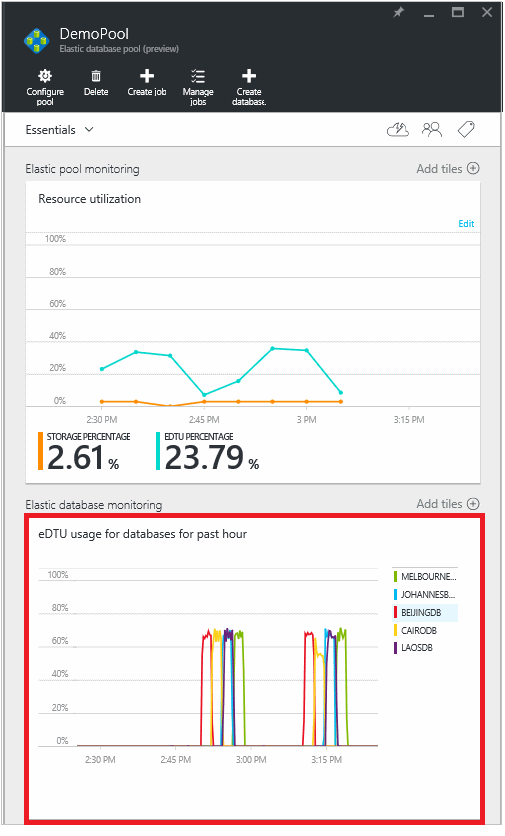 DemoPool
Elastic database pool (preview)
Configure pool
Delete
Create job
Manage jobs
Create database.
Essentials
Elastic pool monitoring
Add tiles
Resource utilization
Edit
100%
80%
60%
40%
20%
0%
2:30 PM 2:45 PM 3 PM 3:15 PM
STORAGE PERCENTAGE
2.61 %
EDTU PERCENTAGE
23.79 %
Elastic database monitoring
Add tiles
eDTU usage for databases for past hour
100%
80%
60%
40%
20%
0%
2:30 PM 2:45 PM 3:00 PM 3:15 PM
MELBOURNE...
JOHANNESB...
BEIJINGDB
CAIRODB
LAOSDB